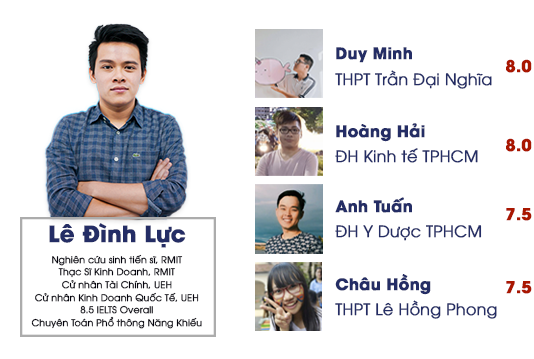 Lê Đình Lực
Nghiên cứu sinh tiến sĩ, RMIT
Thạc Sĩ Kinh Doanh, RMIT
Cử nhân Tài Chính, UEH
Cử nhân Kinh Doanh Quốc Tế, UEH
8.5 IELTS Overall
Chuyên Toán Phổ thông Năng Khiếu
Duy Minh
THPT Trần Đại Nghĩa
8.0
Hoàng Hải
ĐH Kinh tế TPHCM
8.0
Anh Tuấn
ĐH Y Dược TPHCM
7.5
Châu Hồng
THPT Lê Hồng Phong
7.5